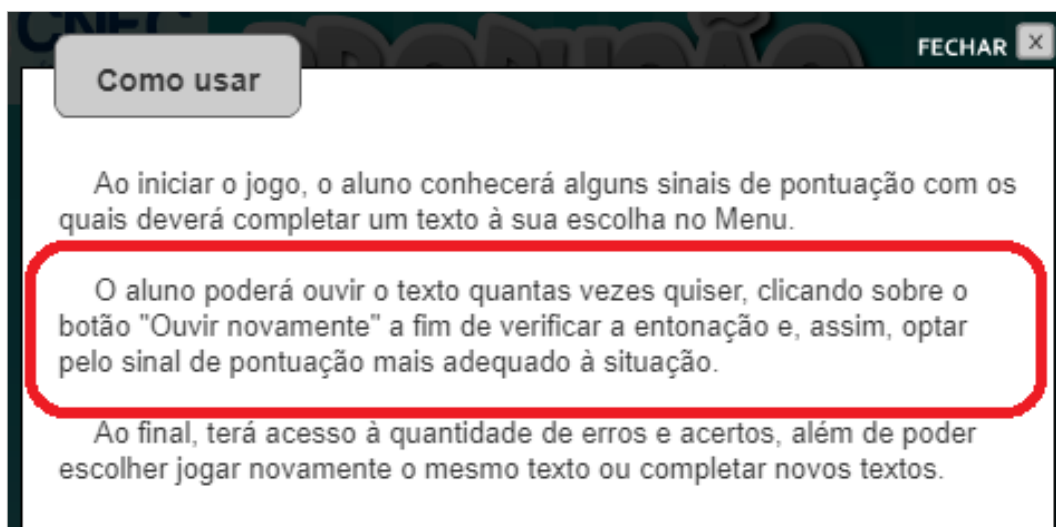 CNEC
PRODUÇÃO
FECHAR X
Como usar
Ao iniciar o jogo, o aluno conhecerá alguns sinais de pontuação com os
quais deverá completar um texto à sua escolha no Menu.
O aluno poderá ouvir o texto quantas vezes quiser, clicando sobre o
botão "Ouvir novamente" a fim de verificar a entonação e, assim, optar
pelo sinal de pontuação mais adequado à situação.
Ao final, terá acesso à quantidade de erros e acertos, além de poder
escolher jogar novamente o mesmo texto ou completar novos textos.